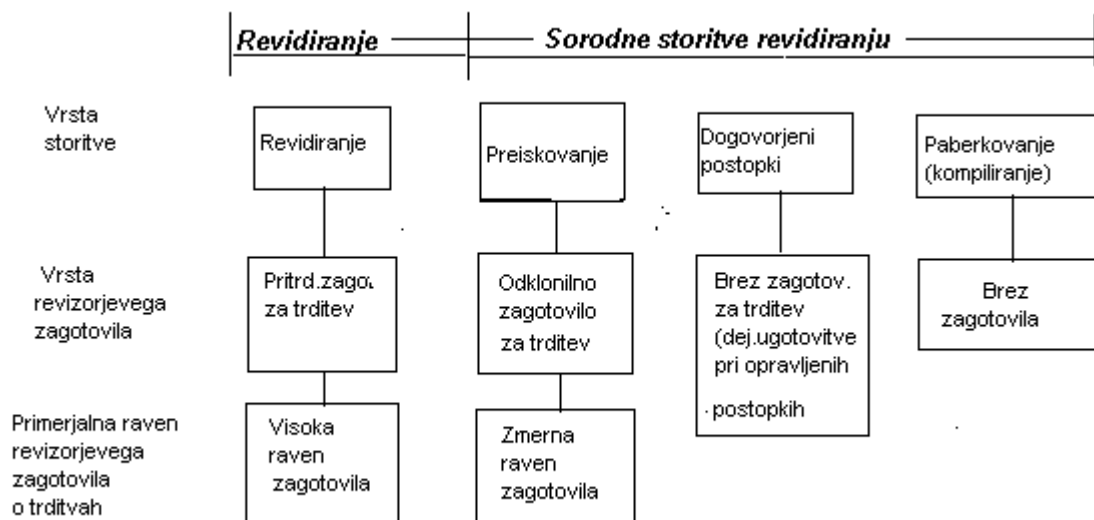 Revidiranje
Sorodne storitve revidiranju
Vrsta
storitve
Revidiranje
Preiskovanje
Dogovorjeni
postopki
Paberkovanje
(kompiliranje)
Vrsta
revizorjevega
zagotovila
Pritrd.zagot.
za trditev
Odklonilno
zagotovilo
za trditev
Brez zagotov.
za trditev
(dej.ugotovitve
pri opravljenih
postopkih
Brez
zagotovila
Primerjalna raven
revizorjevega
zagotovila
o trditvah
Visoka
raven
zagotovila
Zmerna
raven
zagotovila